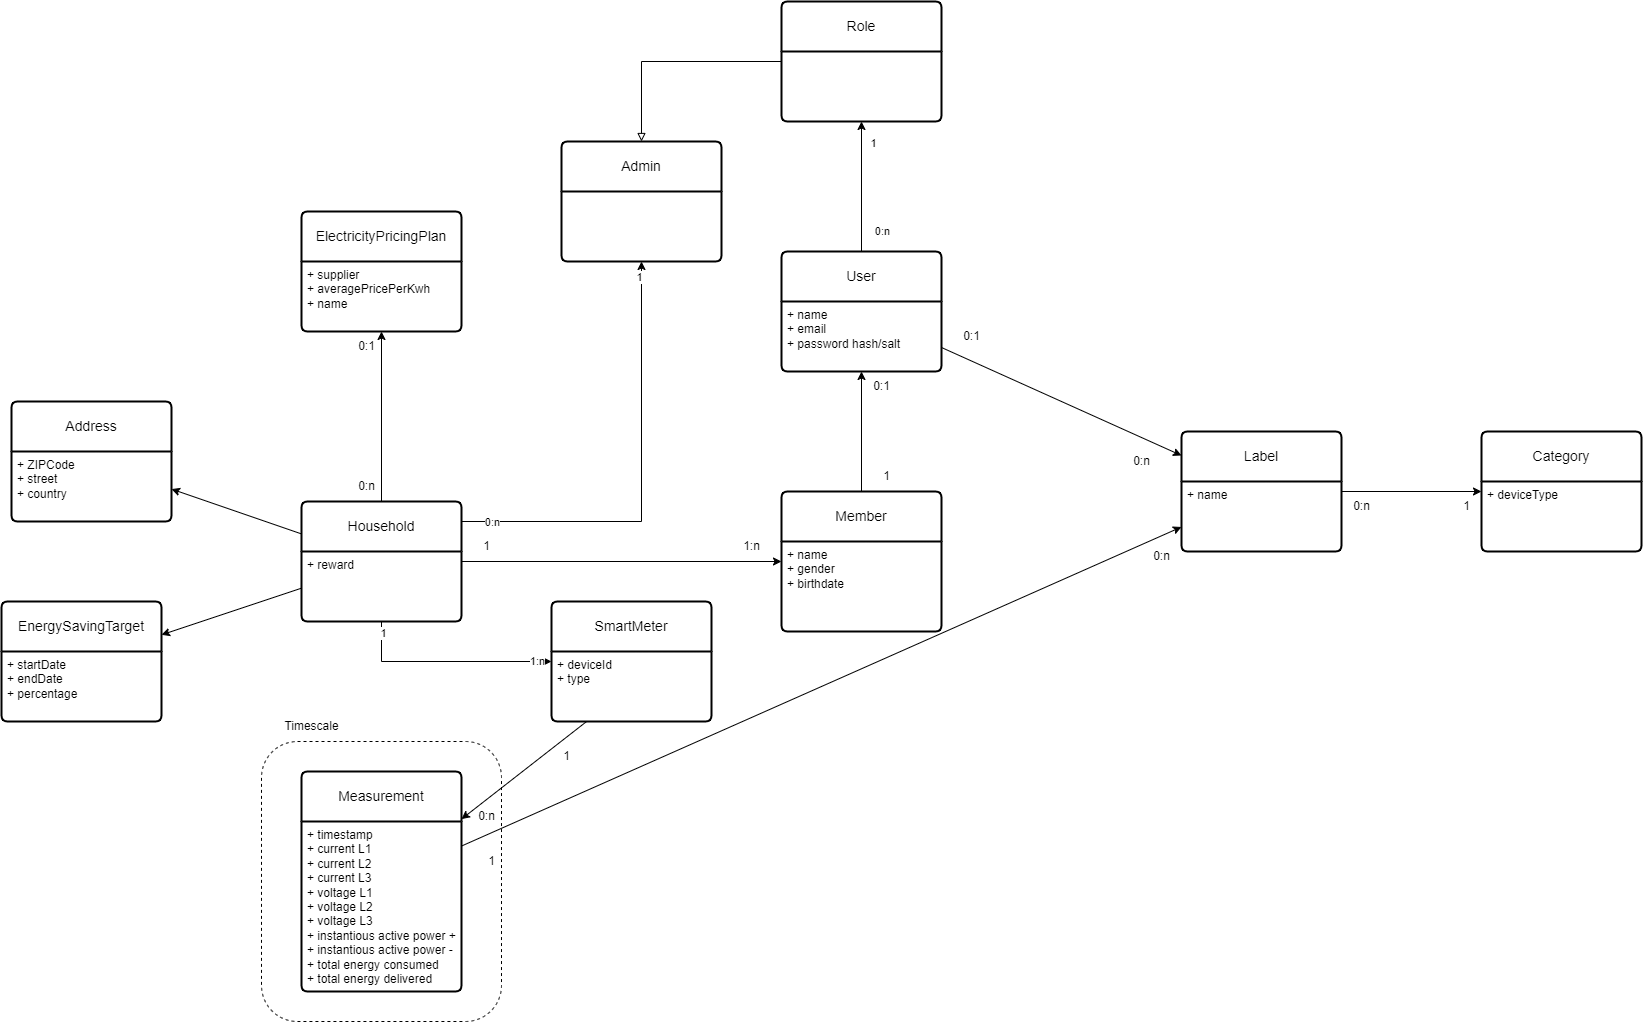 Role
1
0:n
Admin
1
ElectricityPricingPlan
+ supplier
+ averagePricePerKwh
+ name
0:1
0:n
User
+ name
+ email
+ password hash/salt
0:1
0:n
0:1
1
Address
+ ZIPCode
+ street
+ country
Household
+ reward
0:n
1
1:n
1
Member
+ name
+ gender
+ birthdate
Label
+ name
0:n
1
Category
+ deviceType
0:n
EnergySavingTarget
+ startDate
+ endDate
+ percentage
SmartMeter
+ deviceId
+ type
1:n
1
0:n
Timescale
Measurement
+ timestamp
+ current L1
+ current L2
+ current L3
+ voltage L1
+ voltage L2
+ voltage L3
+ instantious active power +
+ instantious active power -
+ total energy consumed
+ total energy delivered
1